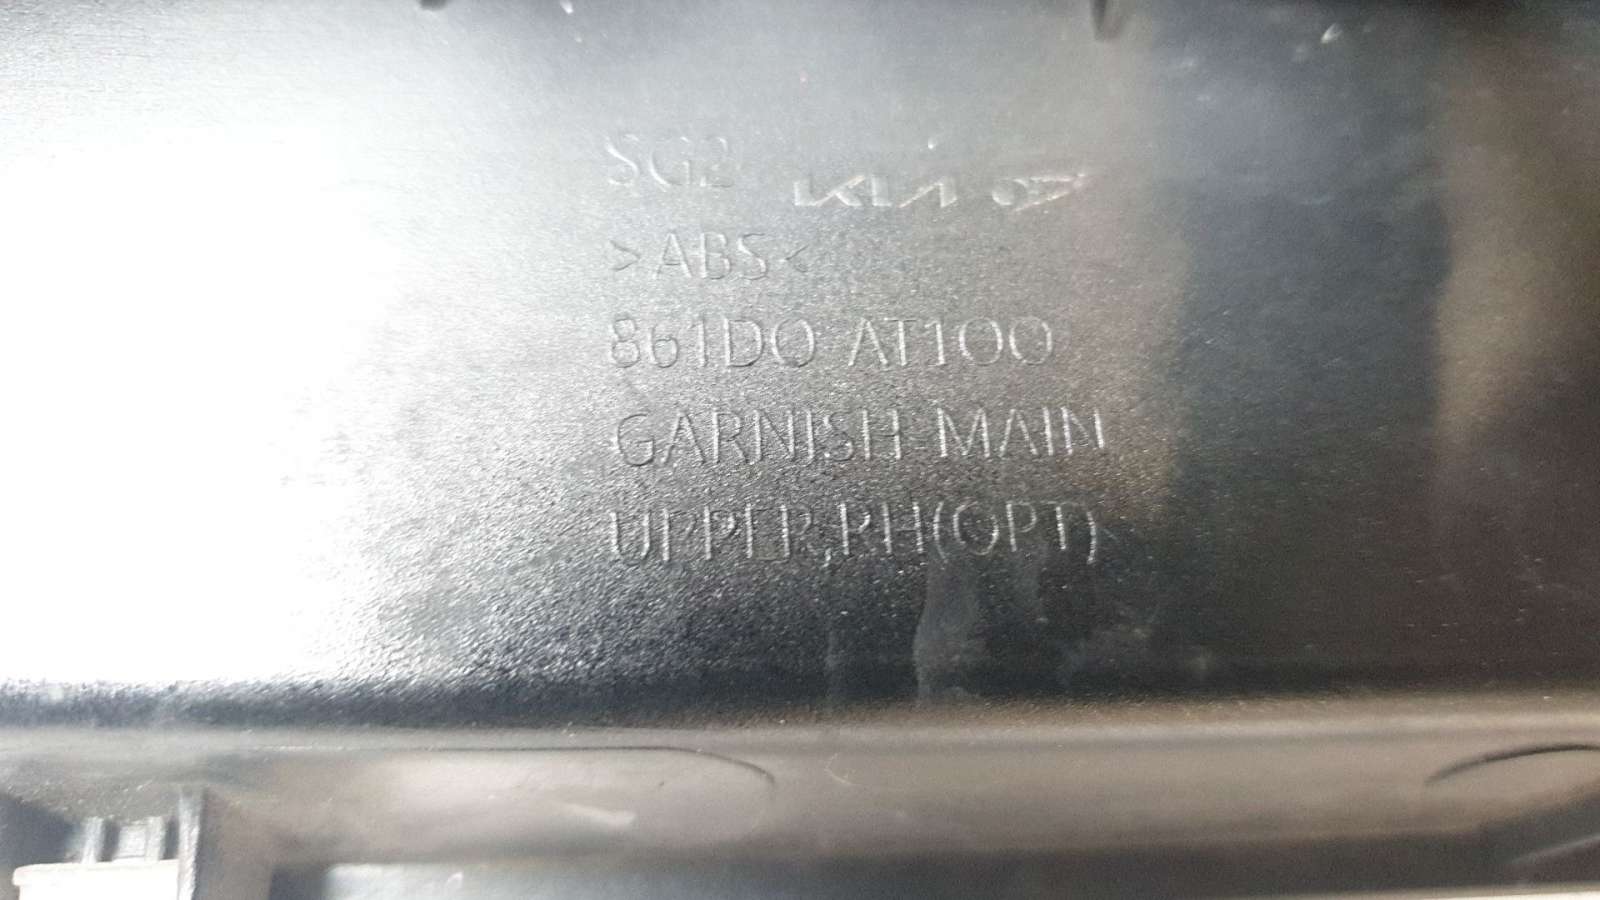 SG2 KIA
>ABS<
861D0 AT100
GARNISH-MAIN
UPPER,RH(OPT)